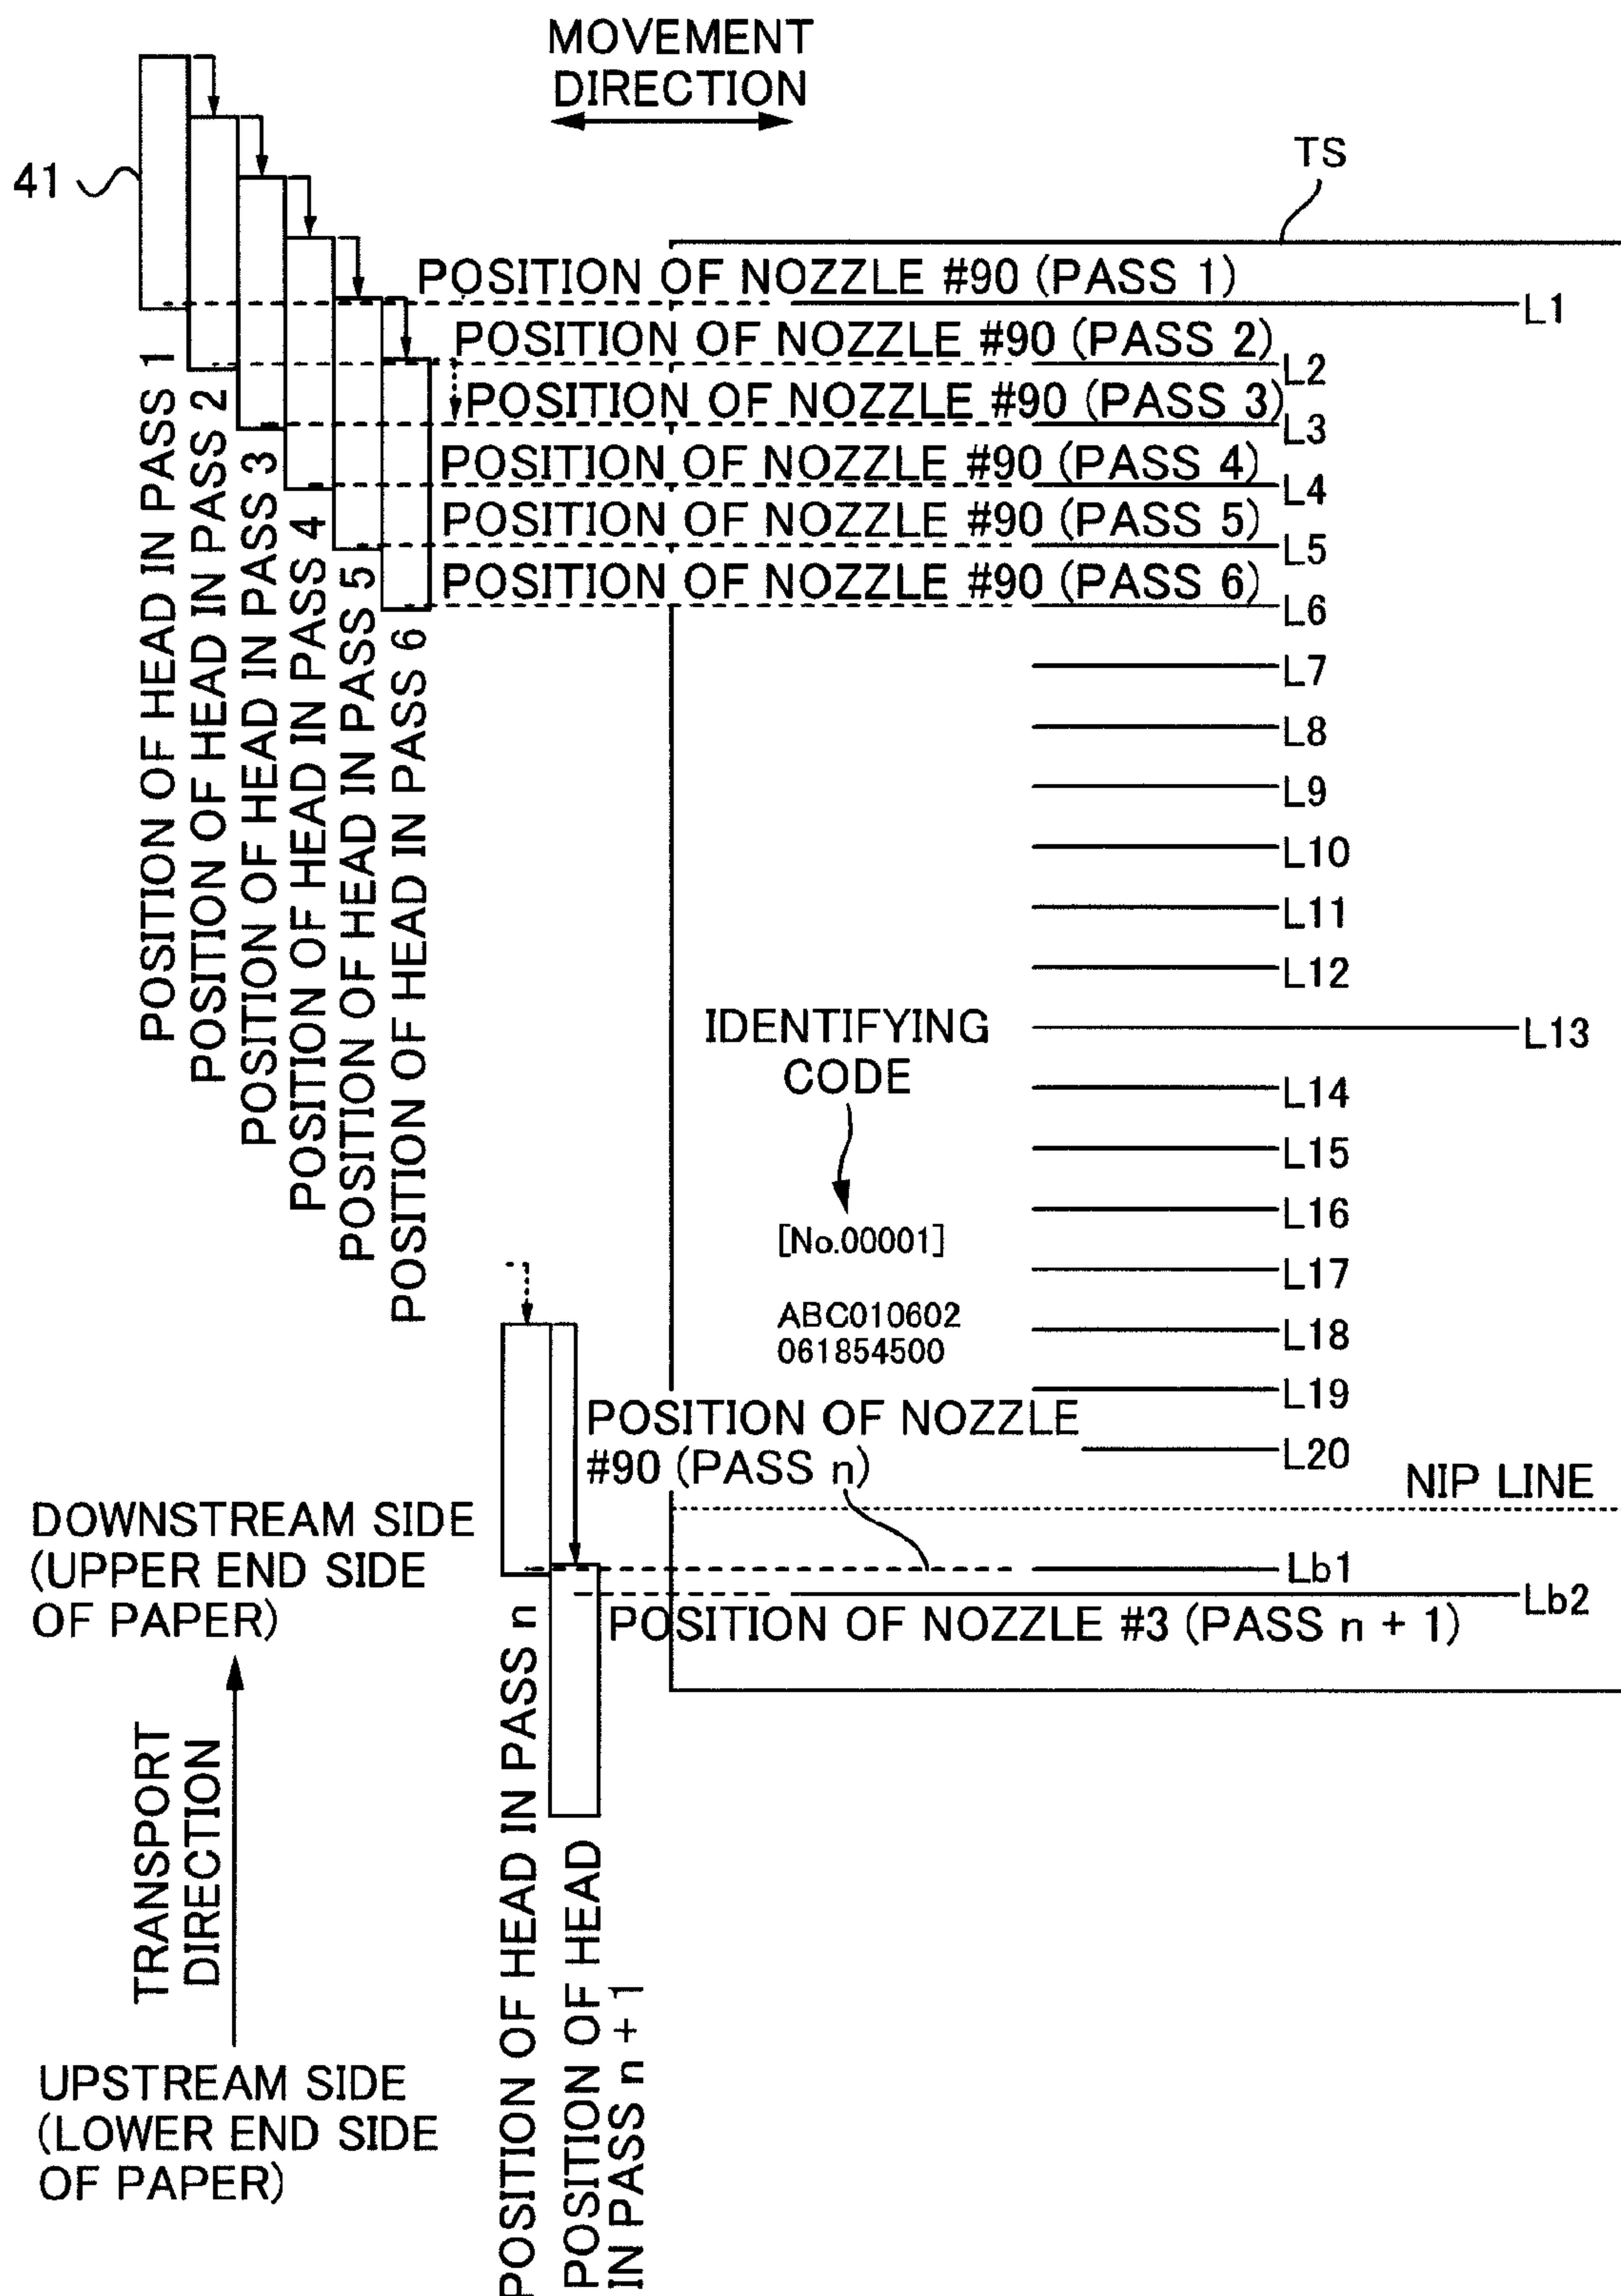 MOVEMENT
DIRECTION
TS
41
POSITION OF NOZZLE #90 (PASS 1)
L1
POSITION OF NOZZLE #90 (PASS 2)
L2
POSITION OF NOZZLE #90 (PASS 3)
L3
POSITION OF NOZZLE #90 (PASS 4)
L4
POSITION OF NOZZLE #90 (PASS 5)
L5
POSITION OF NOZZLE #90 (PASS 6)
L6
POSITION OF HEAD IN PASS 1
POSITION OF HEAD IN PASS 2
POSITION OF HEAD IN PASS 3
POSITION OF HEAD IN PASS 4
POSITION OF HEAD IN PASS 5
POSITION OF HEAD IN PASS 6
L7
L8
L9
L10
L11
L12
L13
IDENTIFYING
CODE
L14
L15
L16
[No.00001]
L17
ABC010602
061854500
L18
L19
POSITION OF NOZZLE
#90 (PASS n)
L20
NIP LINE
Lb1
Lb2
POSITION OF NOZZLE #3 (PASS n + 1)
DOWNSTREAM SIDE
(UPPER END SIDE
OF PAPER)
TRANSPORT
DIRECTION
UPSTREAM SIDE
(LOWER END SIDE
OF PAPER)
POSITION OF HEAD IN PASS n
POSITION OF HEAD
IN PASS n + 1